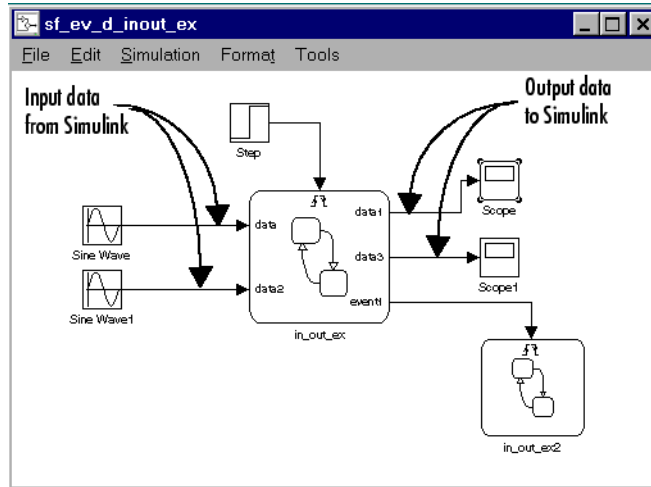 sf_ev_d_inout_ex
File Edit Simulation Format Tools
Input data
from Simulink
Output data
to Simulink
Step
Scope
data
data1
Sine Wave
data3
Scope1
data2
Sine Wave1
event1
in_out_ex
in_out_ex2